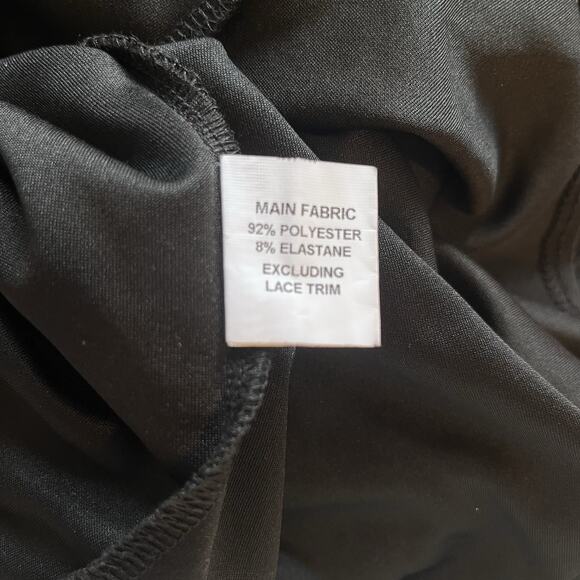 MAIN FABRIC
92% POLYESTER
8% ELASTANE
EXCLUDING
LACE TRIM